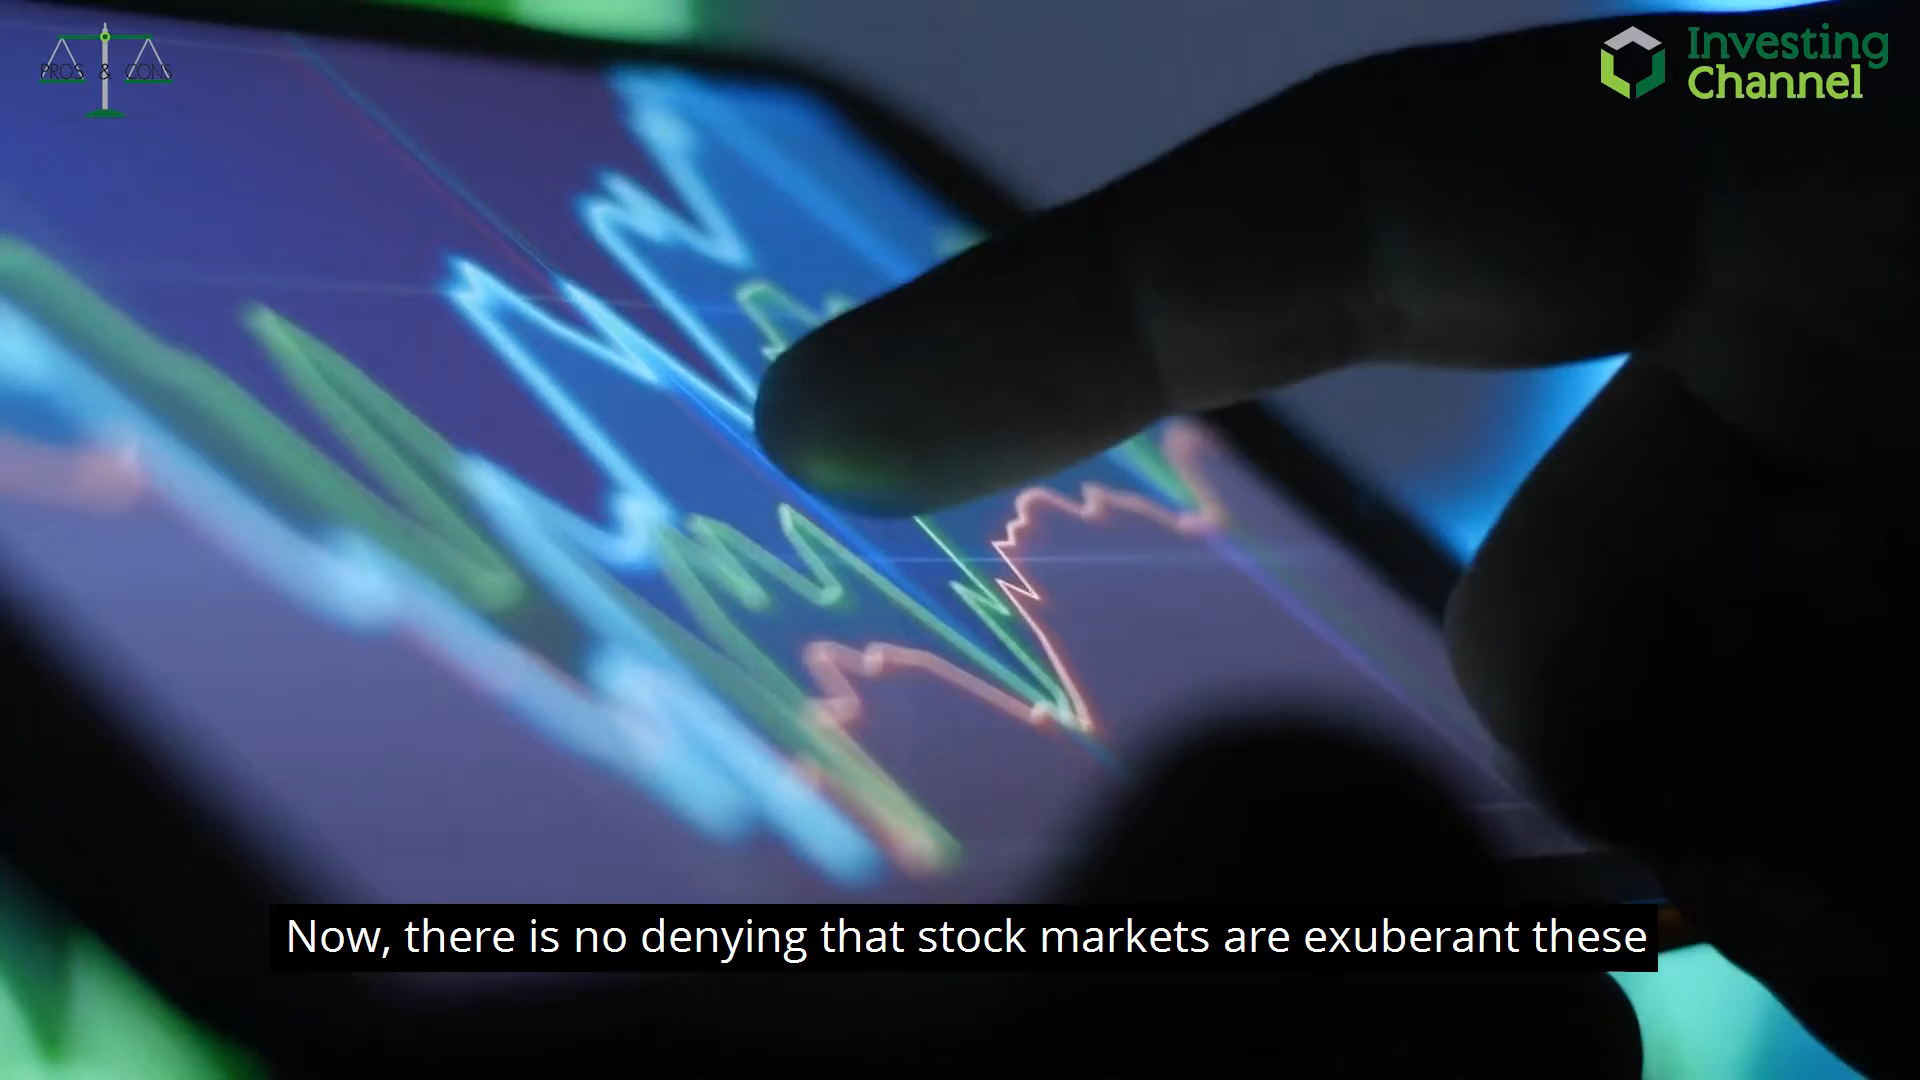 PROS & CONS
Investing
Channel
Now, there is no denying that stock markets are exuberant these